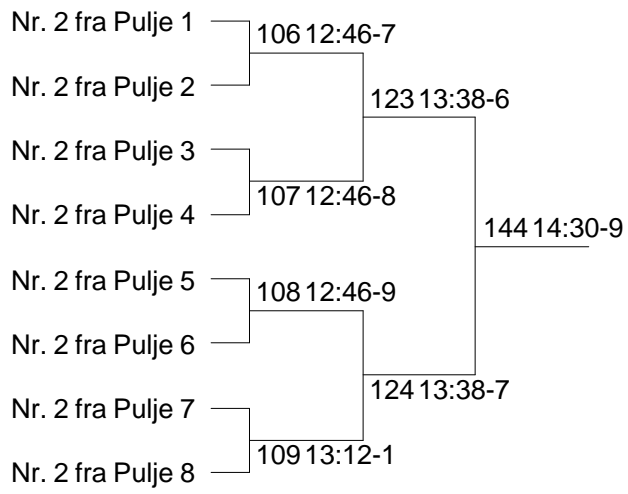 Nr. 2 fra Pulje 1
106 12:46-7
Nr. 2 fra Pulje 2
123 13:38-6
Nr. 2 fra Pulje 3
107 12:46-8
Nr. 2 fra Pulje 4
144 14:30-9
Nr. 2 fra Pulje 5
108 12:46-9
Nr. 2 fra Pulje 6
124 13:38-7
Nr. 2 fra Pulje 7
109 13:12-1
Nr. 2 fra Pulje 8